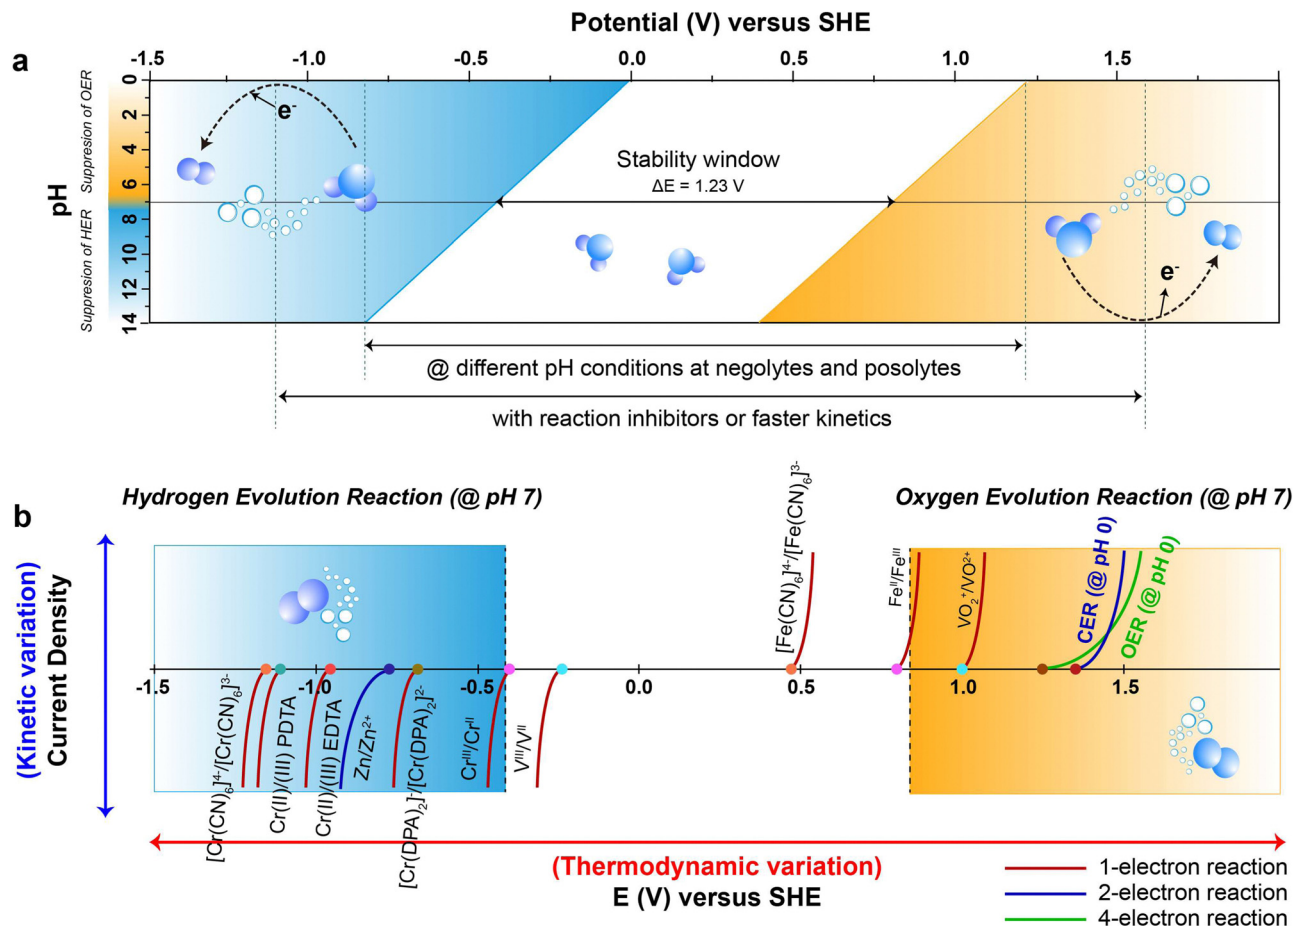 Potential (V) versus SHE
a
-1.5 -1.0 -0.5 0.0 0.5 1.0 1.5
Suppression of OER
Suppresion of HER
pH
0
2
4
6
8
10
12
14
e-
Stability window
ΔE = 1.23 V
e-
@ different pH conditions at negolytes and posolytes
with reaction inhibitors or faster kinetics
b
Hydrogen Evolution Reaction (@ pH 7)
Oxygen Evolution Reaction (@ pH 7)
(Kinetic variation)
Current Density
-1.5 -1.0 -0.5 0.0 0.5 1.0 1.5
[Cr(CN)6]4-/[Cr(CN)6]3-
Cr(II)/(III) PDTA
Cr(II)/(III) EDTA
Zn/Zn2+
[Cr(DPA)2]-/[Cr(DPA)2]2-
CrIII/CrII
VIII/VII
[Fe(CN)6]4-/[Fe(CN)6]3-
FeII/FeIII
VO2+/VO2+
CER (@ pH 0)
OER (@ pH 0)
(Thermodynamic variation)
E (V) versus SHE
1-electron reaction
2-electron reaction
4-electron reaction